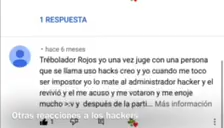 1 RESPUESTA
• hace 6 meses
Trébolador Rojos yo una vez juge con una persona
que se llama uso hacks creo y yo cuando me toco
ser impostor yo lo mate al administrador hacker y el
revivió y el me acuso y me votaron y me enoje
mucho >:v y después de la parti... Más información
Otras reacciones a los hackers
1